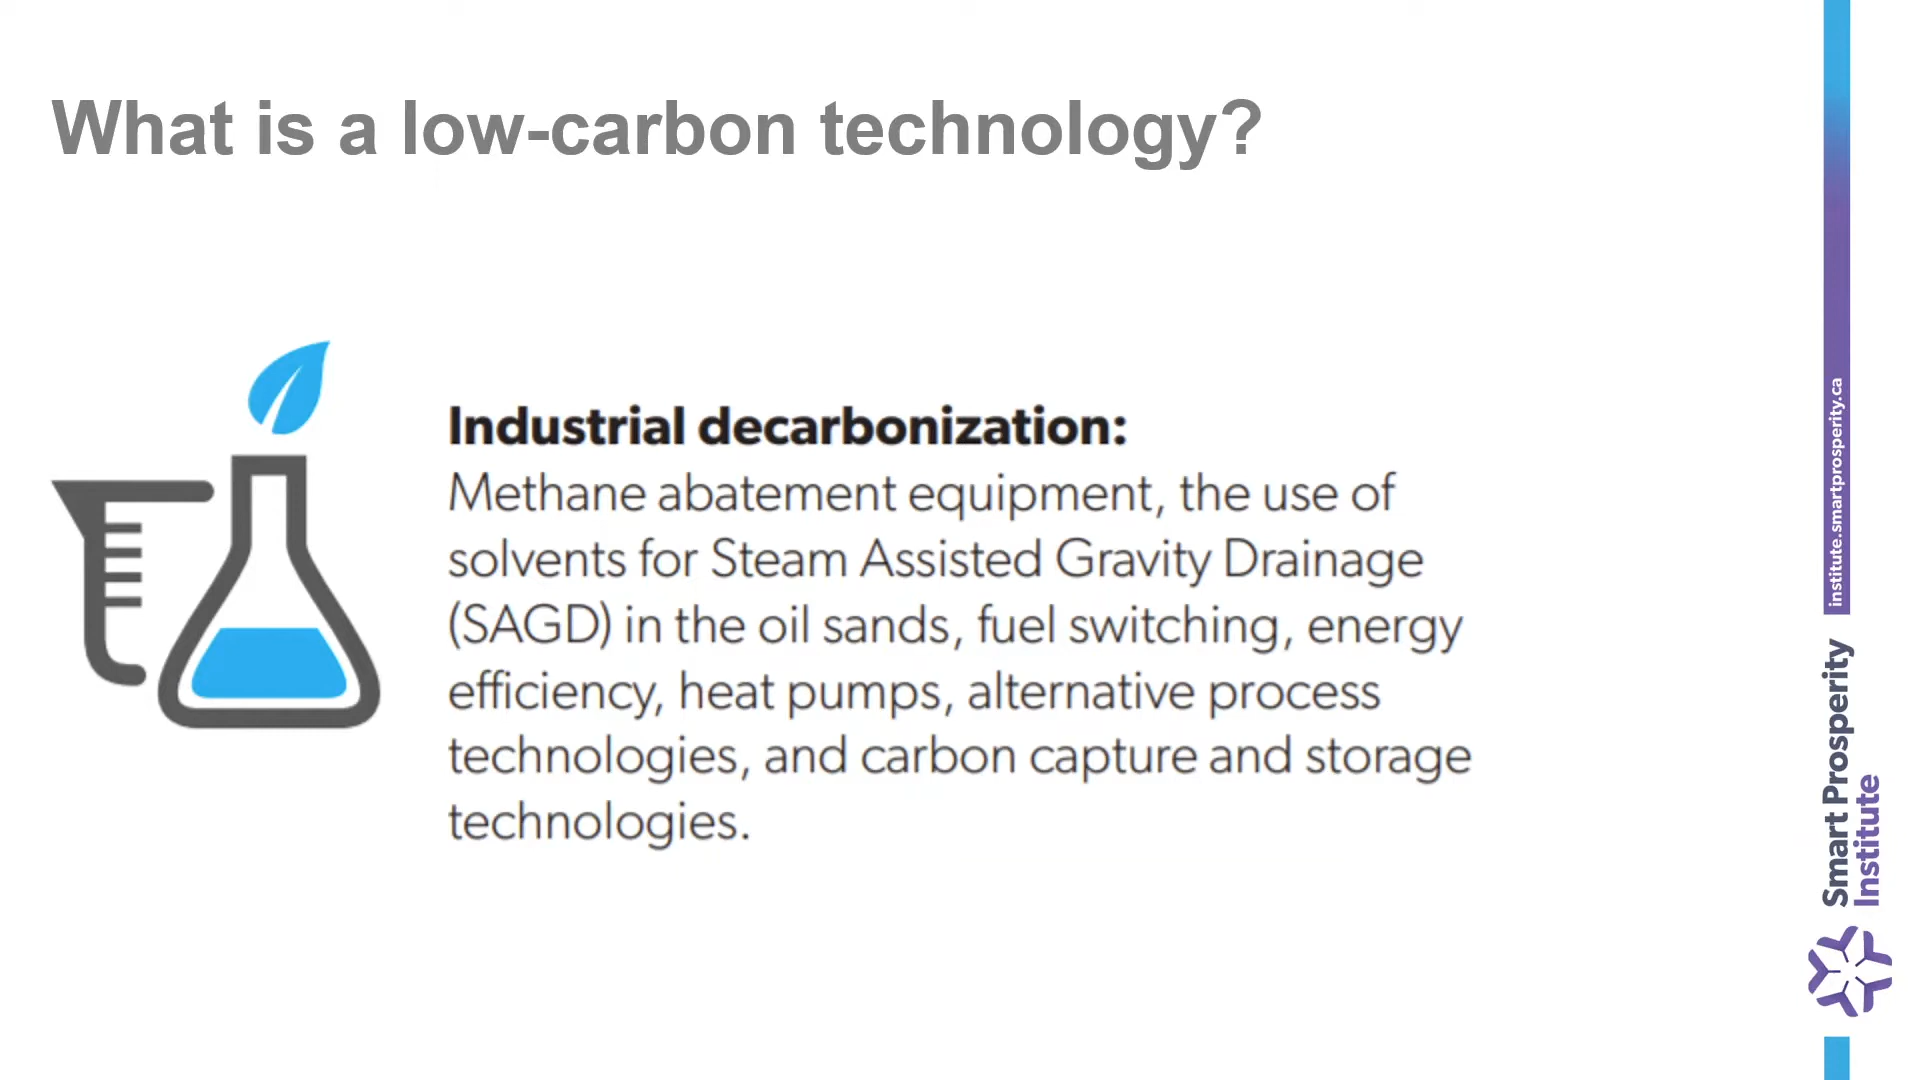 What is a low-carbon technology?
Industrial decarbonization:
Methane abatement equipment, the use of
solvents for Steam Assisted Gravity Drainage
(SAGD) in the oil sands, fuel switching, energy
efficiency, heat pumps, alternative process
technologies, and carbon capture and storage
technologies.
institute.smartprosperity.ca
Smart Prosperity
Institute